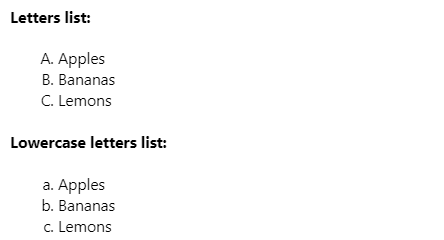 Letters list:
A. Apples
B. Bananas
C. Lemons
Lowercase letters list:
a. Apples
b. Bananas
c. Lemons